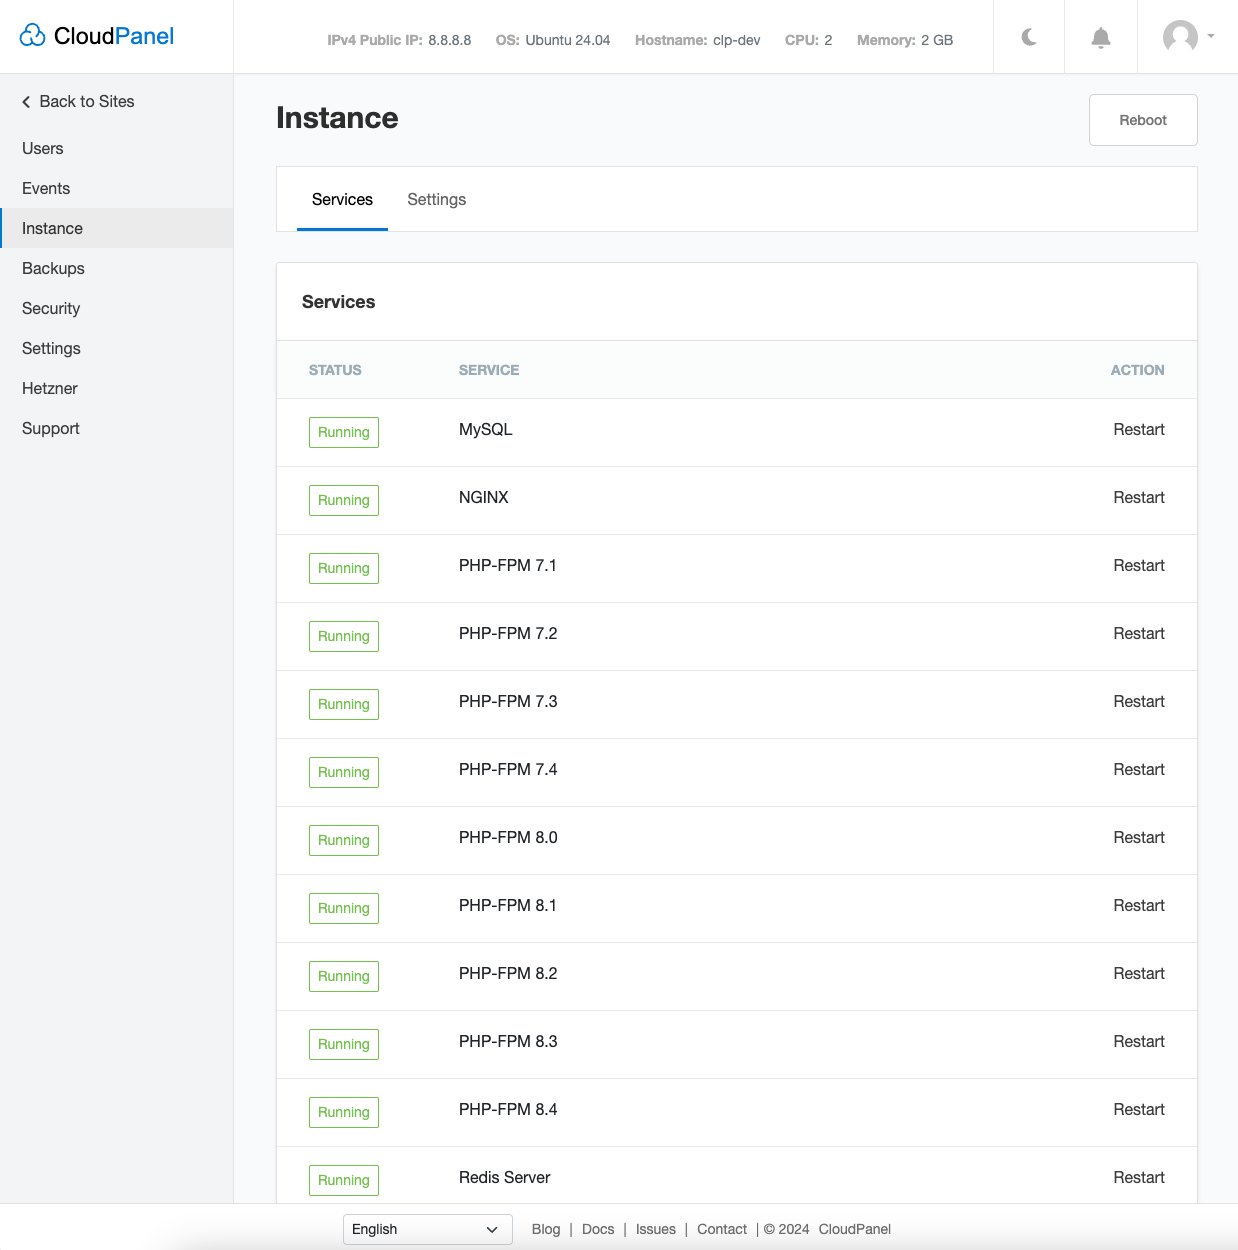 CloudPanel
IPv4 Public IP: 8.8.8.8 OS: Ubuntu 24.04 Hostname: clp-dev CPU: 2 Memory: 2 GB
Back to Sites
Users
Events
Instance
Backups
Security
Settings
Hetzner
Support
Instance
Reboot
Services Settings
Services
STATUS SERVICE ACTION
Running MySQL Restart
Running NGINX Restart
Running PHP-FPM 7.1 Restart
Running PHP-FPM 7.2 Restart
Running PHP-FPM 7.3 Restart
Running PHP-FPM 7.4 Restart
Running PHP-FPM 8.0 Restart
Running PHP-FPM 8.1 Restart
Running PHP-FPM 8.2 Restart
Running PHP-FPM 8.3 Restart
Running PHP-FPM 8.4 Restart
Running Redis Server Restart
English Blog | Docs | Issues | Contact | © 2024 CloudPanel